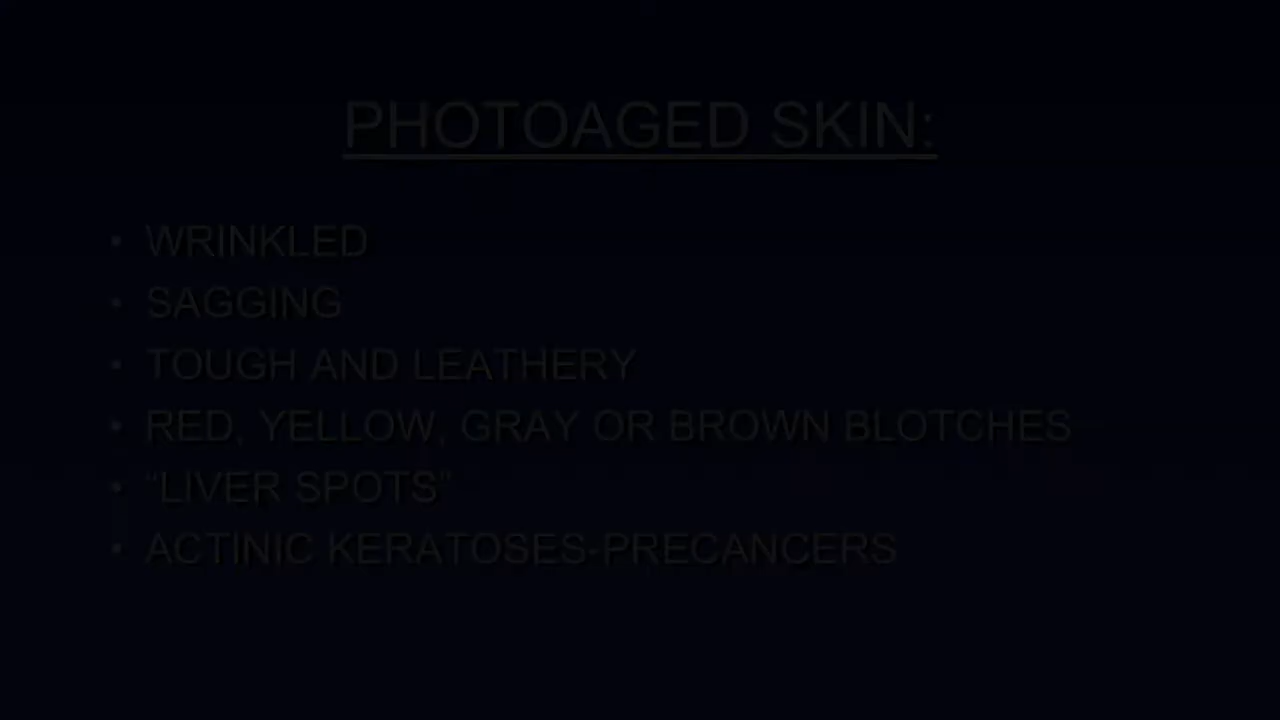 PHOTOAGED SKIN:
▪ WRINKLED
▪ SAGGING
▪ TOUGH AND LEATHERY
▪ RED, YELLOW, GRAY OR BROWN BLOTCHES
▪ “LIVER SPOTS”
▪ ACTINIC KERATOSES-PRECANCERS